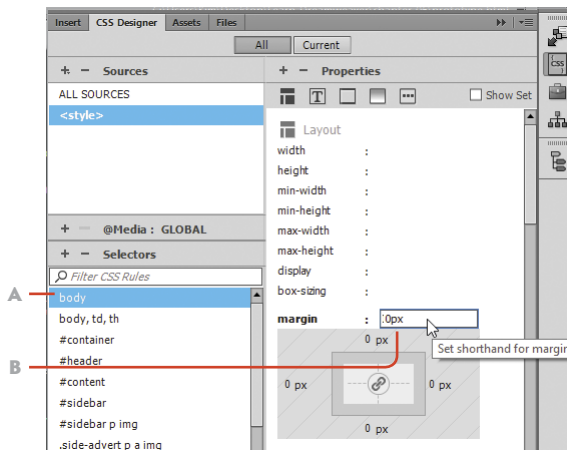 Insert CSS Designer Assets Files
All Current
+ - Sources
ALL SOURCES
<style>
+ - @Media : GLOBAL
+ - Selectors
Filter CSS Rules
body
body, td, th
#container
#header
#content
#sidebar
#sidebar p img
.side-advert p a img
A
B
+ - Properties
T Show Set
Layout
width :
height :
min-width :
min-height :
max-width :
max-height :
display :
box-sizing :
margin : 0px
Set shorthand for margin
0 px
0 px 0 px
0 px
{CSS}